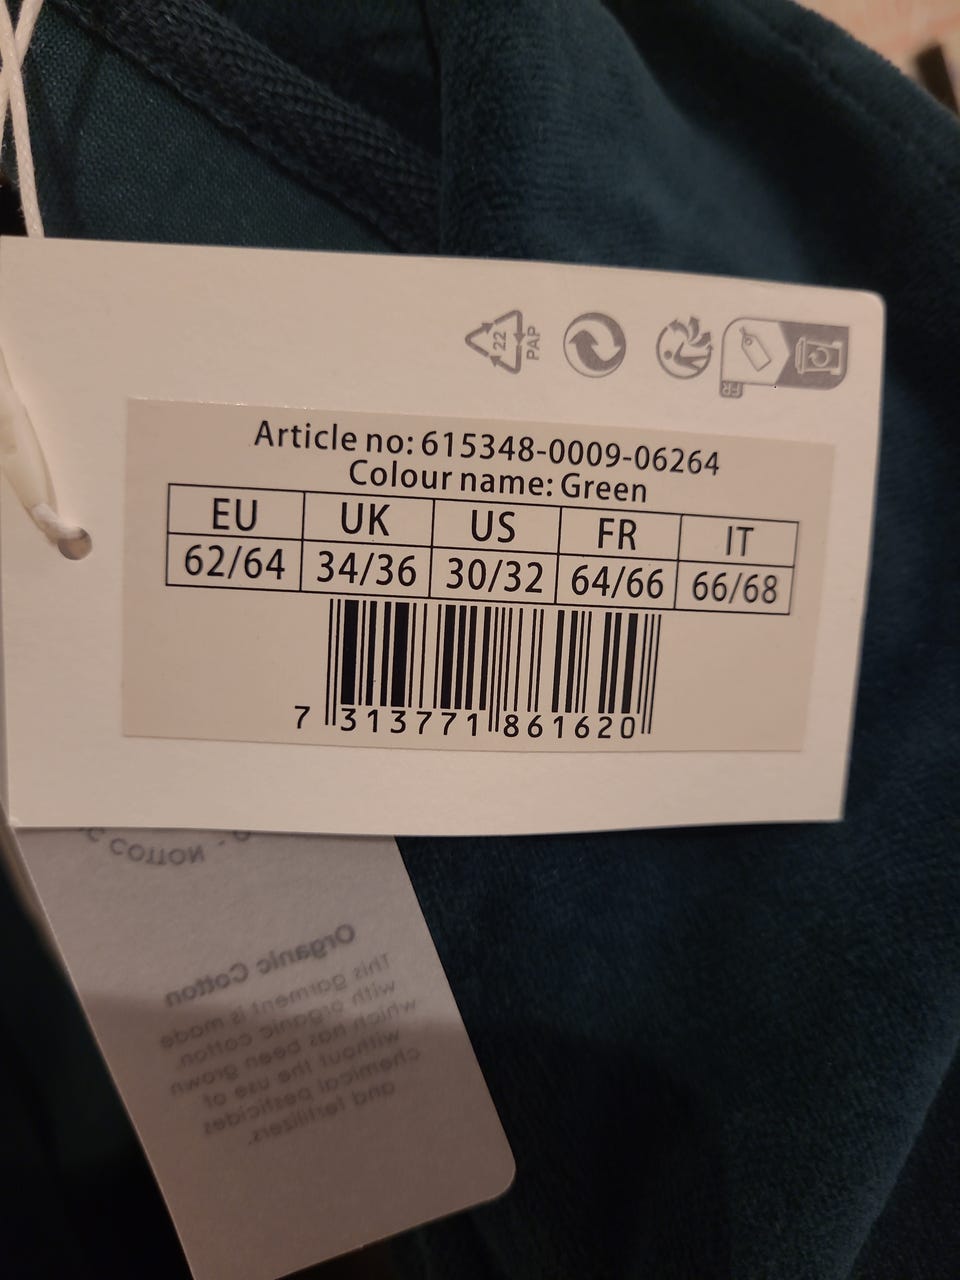 22
PAP
FR
Article no: 615348-0009-06264
Colour name: Green
EU UK US FR IT
62/64 34/36 30/32 64/66 66/68
7 313771 861620
C COTTON -
Organic Cotton
This garment is made
with organic cotton,
which has been grown
without the use of
chemical pesticides
and fertilizers.